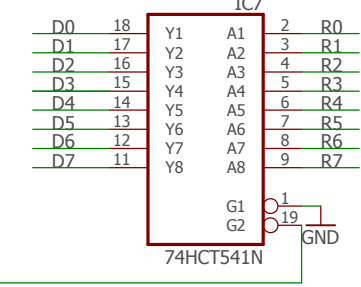 IC7
D0 18 Y1 A1 2 R0
D1 17 Y2 A2 3 R1
D2 16 Y3 A3 4 R2
D3 15 Y4 A4 5 R3
D4 14 Y5 A5 6 R4
D5 13 Y6 A6 7 R5
D6 12 Y7 A7 8 R6
D7 11 Y8 A8 9 R7
G1 1
G2 19
GND
74HCT541N